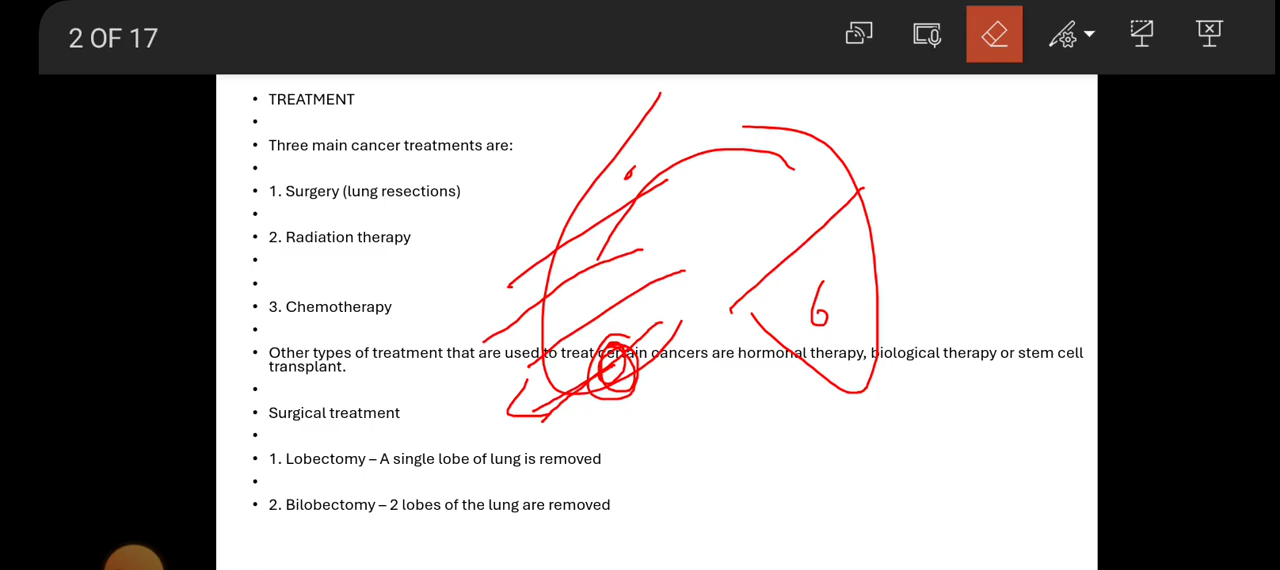 2 OF 17
• TREATMENT
•
• Three main cancer treatments are:
•
• 1. Surgery (lung resections)
•
• 2. Radiation therapy
•
•
• 3. Chemotherapy
•
• Other types of treatment that are used to treat certain cancers are hormonal therapy, biological therapy or stem cell
transplant.
•
• Surgical treatment
•
• 1. Lobectomy – A single lobe of lung is removed
•
• 2. Bilobectomy – 2 lobes of the lung are removed